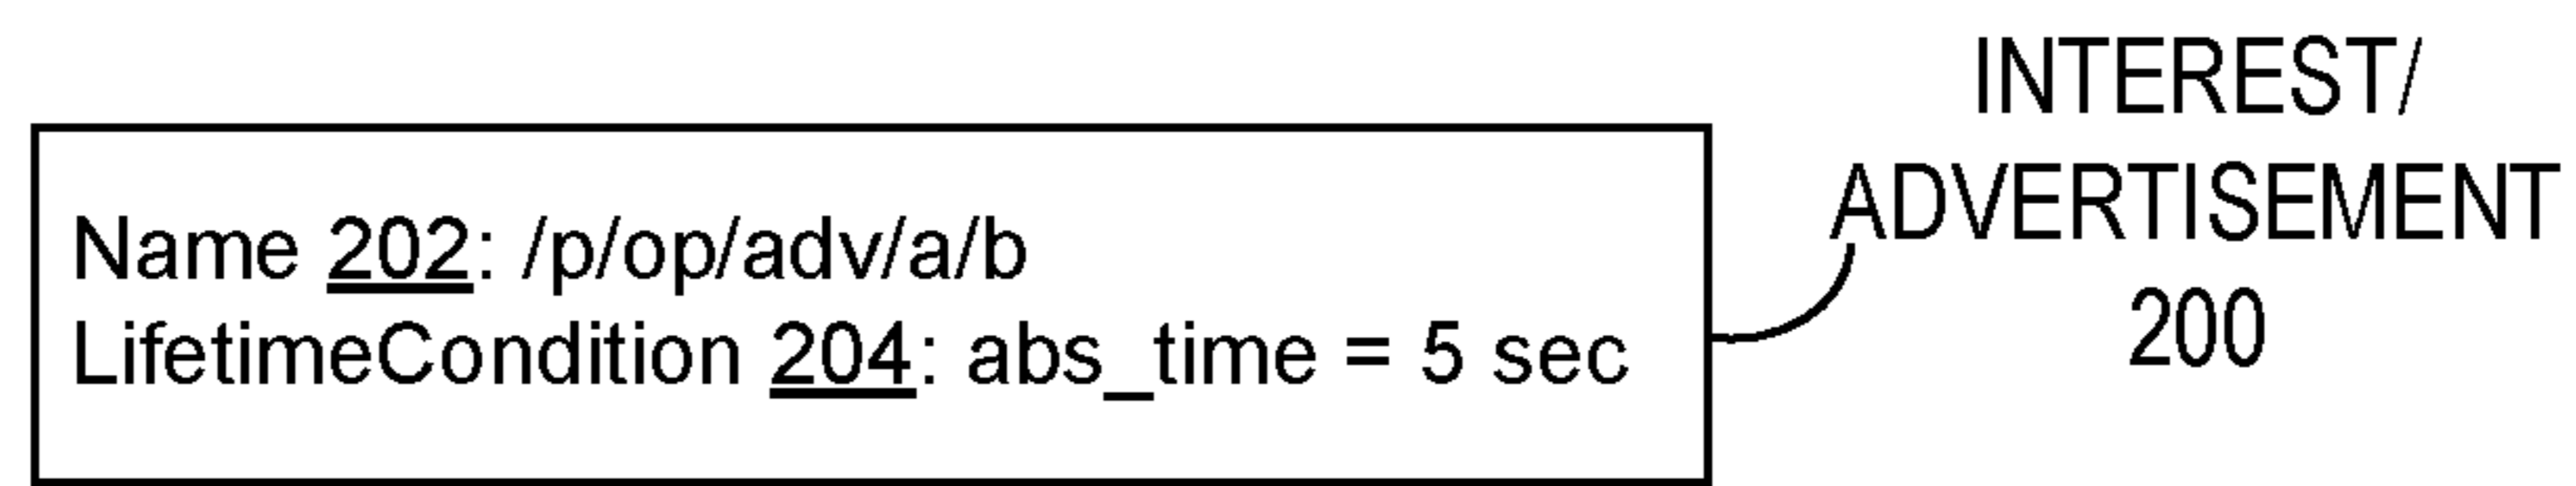 INTEREST/
ADVERTISEMENT
200
Name 202: /p/op/adv/a/b
LifetimeCondition 204: abs_time = 5 sec